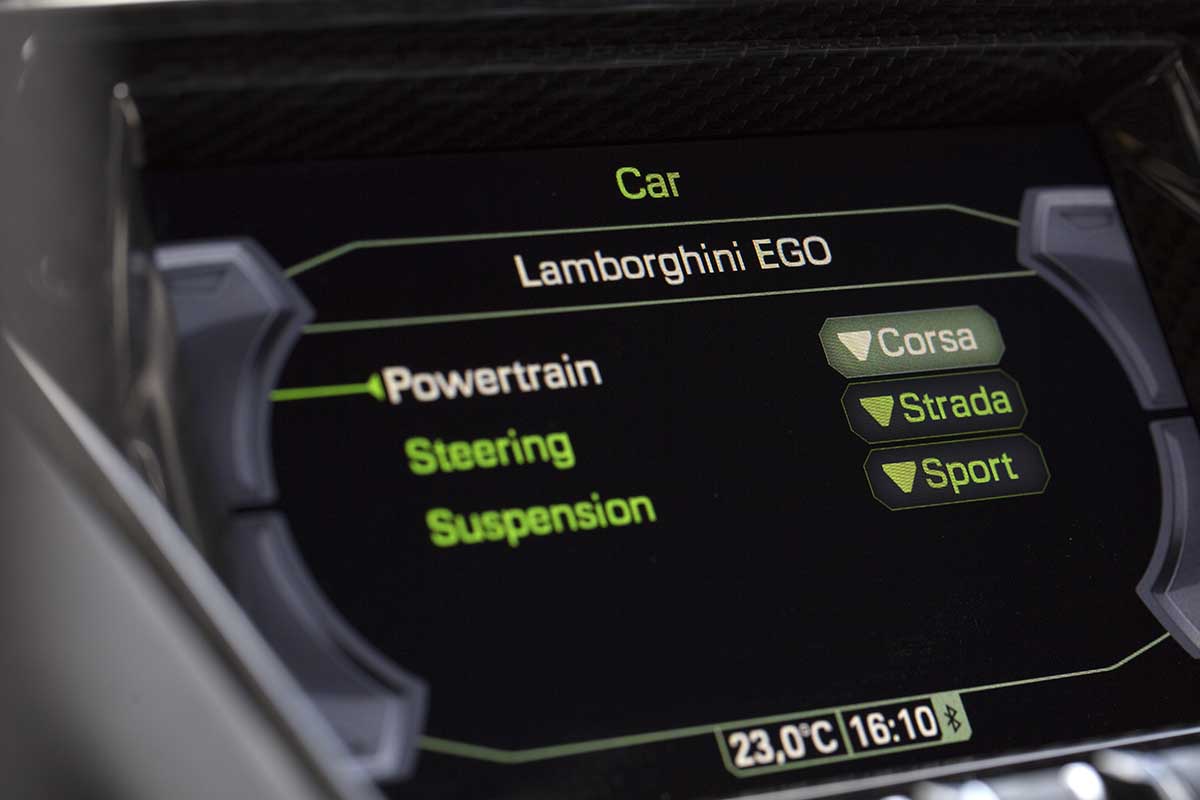 Car
Lamborghini EGO
Powertrain Corsa
Steering Strada
Suspension Sport
23,0°C 16:10